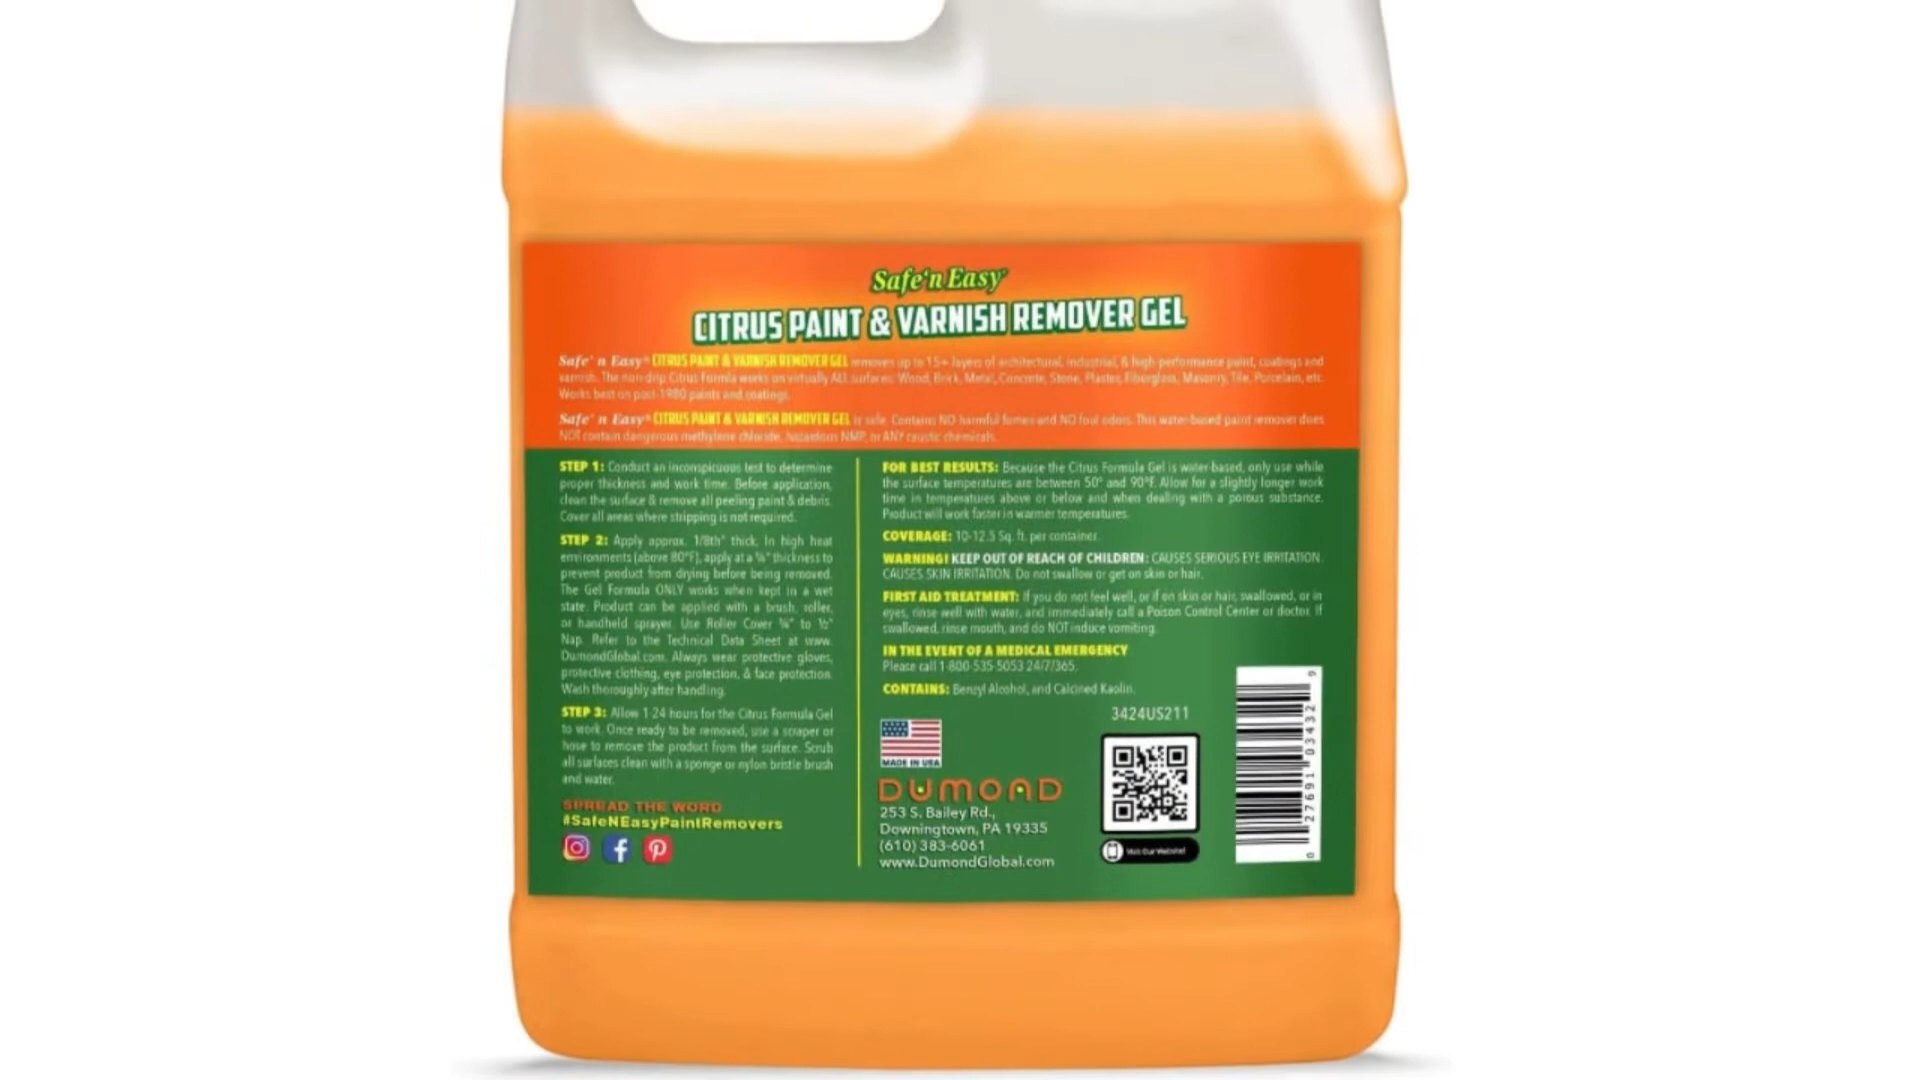 Safe'n Easy®
CITRUS PAINT & VARNISH REMOVER GEL
Safe' n Easy® CITRUS PAINT & VARNISH REMOVER GEL removes up to 15+ layers of architectural, industrial, & high performance paint, coatings and
varnish. The non-drip Citrus Formla works on virtually ALL surfaces: Wood, Brick, Metal, Concrete, Stone, Plaster, Fiberglass, Masonry, Tile, Porcelain, etc.
Works best on post-1980 paints and coatings.
Safe' n Easy® CITRUS PAINT & VARNISH REMOVER GEL is safe. Contains NO harmful fumes and NO foul odors. This water-based paint remover does
NOT contain dangerous methylene chloride, hazardous NMP, or ANY caustic chemicals.
STEP 1: Conduct an inconspicuous test to determine
proper thickness and work time. Before application,
clean the surface & remove all peeling paint & debris.
Cover all areas where stripping is not required.
STEP 2: Apply approx. 1/8th" thick. In high heat
environments (above 80°F), apply at a ¼" thickness to
prevent product from drying before being removed.
The Gel Formula ONLY works when kept in a wet
state. Product can be applied with a brush, roller,
or handheld sprayer. Use Roller Cover to ½"
Nap. Refer to the Technical Data Sheet at www.
DumondGlobal.com. Always wear protective gloves,
protective clothing, eye protection, & face protection.
Wash thoroughly after handling.
STEP 3: Allow 1-24 hours for the Citrus Formula Gel
to work. Once ready to be removed, use a scraper or
hose to remove the product from the surface. Scrub
all surfaces clean with a sponge or nylon bristle brush
and water.
SPREAD THE WORD
#SafeNEasyPaintRemovers
FOR BEST RESULTS: Because the Citrus Formula Gel is water-based, only use while
the surface temperatures are between 50° and 90°F. Allow for a slightly longer work
time in temperatures above or below and when dealing with a porous substance.
Product will work faster in warmer temperatures.
COVERAGE: 10-12.5 Sq. ft. per container.
WARNING! KEEP OUT OF REACH OF CHILDREN: CAUSES SERIOUS EYE IRRITATION.
CAUSES SKIN IRRITATION. Do not swallow or get on skin or hair.
FIRST AID TREATMENT: If you do not feel well, or if on skin or hair, swallowed, or in
eyes, rinse well with water, and immediately call a Poison Control Center or doctor. If
swallowed, rinse mouth, and do NOT induce vomiting.
IN THE EVENT OF A MEDICAL EMERGENCY
Please call 1-800-535-5053 24/7/365.
CONTAINS: Benzyl Alcohol, and Calcined Kaolin.
3424US211
MADE IN USA
DUMOND
253 S. Bailey Rd.,
Downingtown, PA 19335
(610) 383-6061
www.DumondGlobal.com
Visit Our Website!
0 27691 03432 9